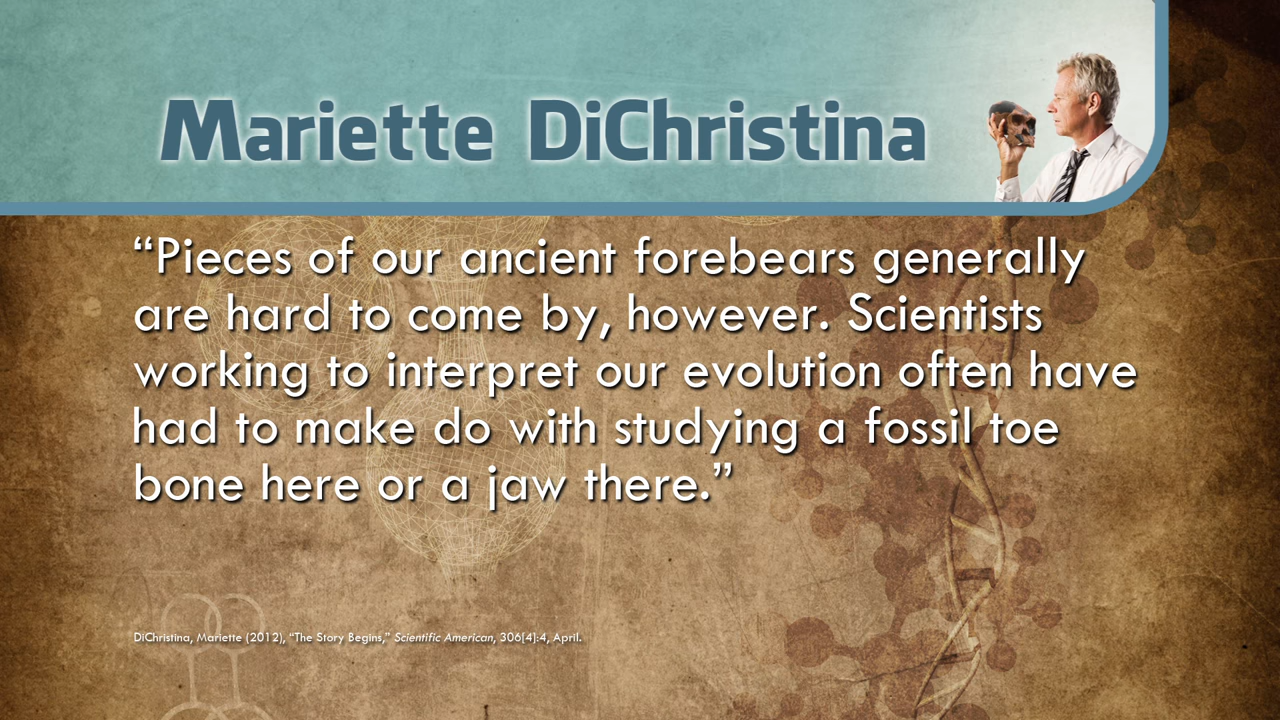 Mariette DiChristina
“Pieces of our ancient forebears generally
are hard to come by, however. Scientists
working to interpret our evolution often have
had to make do with studying a fossil toe
bone here or a jaw there.”
DiChristina, Mariette (2012), “The Story Begins,” Scientific American, 306[4]:4, April.